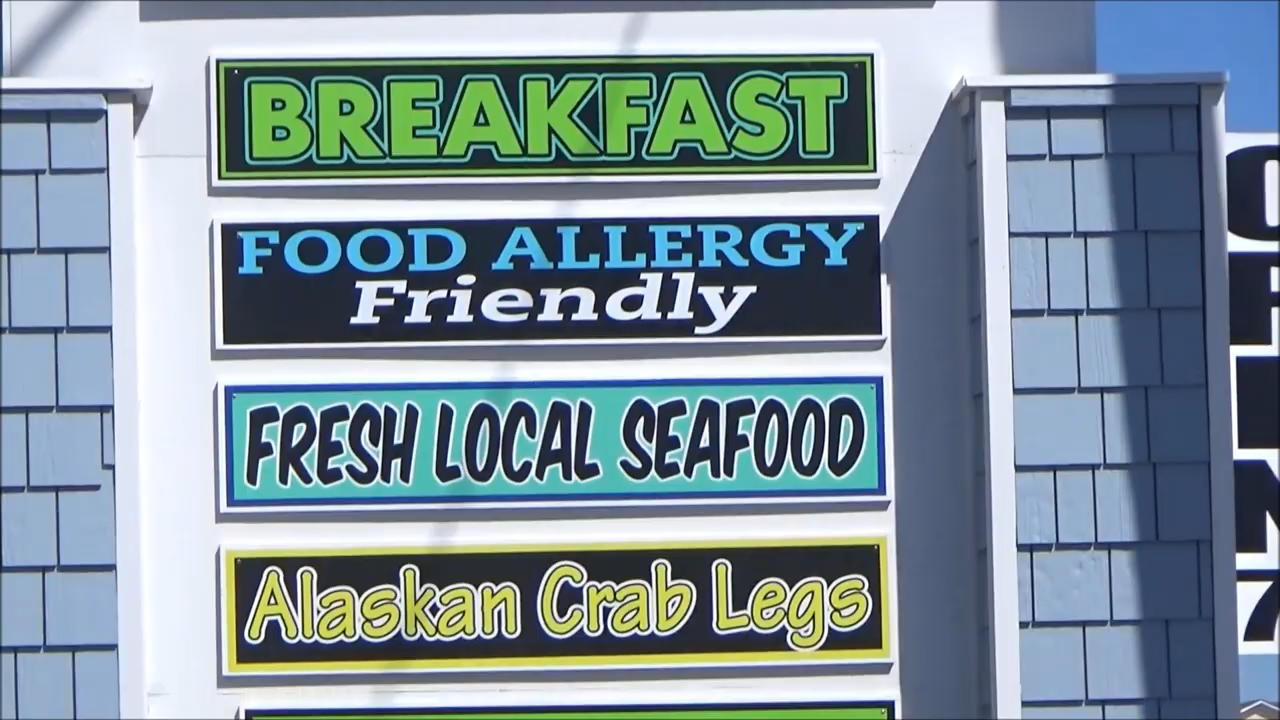 BREAKFAST
FOOD ALLERGY
Friendly
FRESH LOCAL SEAFOOD
Alaskan Crab Legs